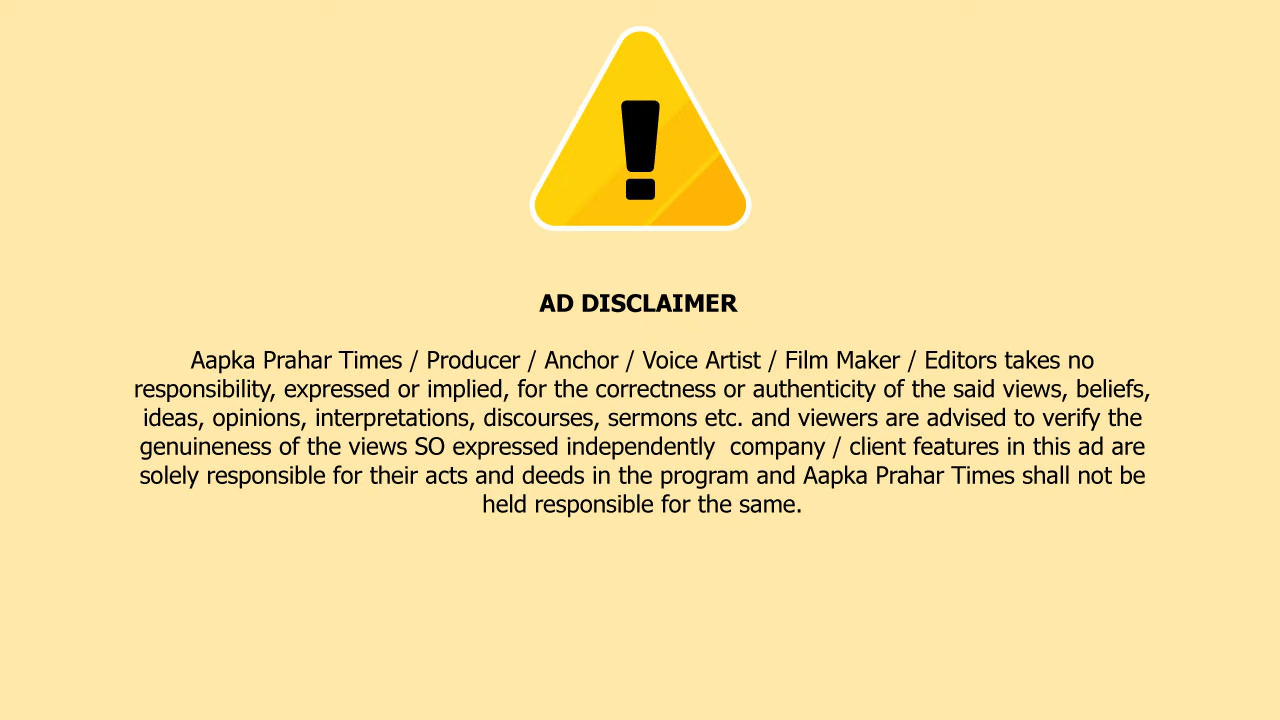 AD DISCLAIMER
Aapka Prahar Times / Producer / Anchor / Voice Artist / Film Maker / Editors takes no
responsibility, expressed or implied, for the correctness or authenticity of the said views, beliefs,
ideas, opinions, interpretations, discourses, sermons etc. and viewers are advised to verify the
genuineness of the views SO expressed independently  company / client features in this ad are
solely responsible for their acts and deeds in the program and Aapka Prahar Times shall not be
held responsible for the same.